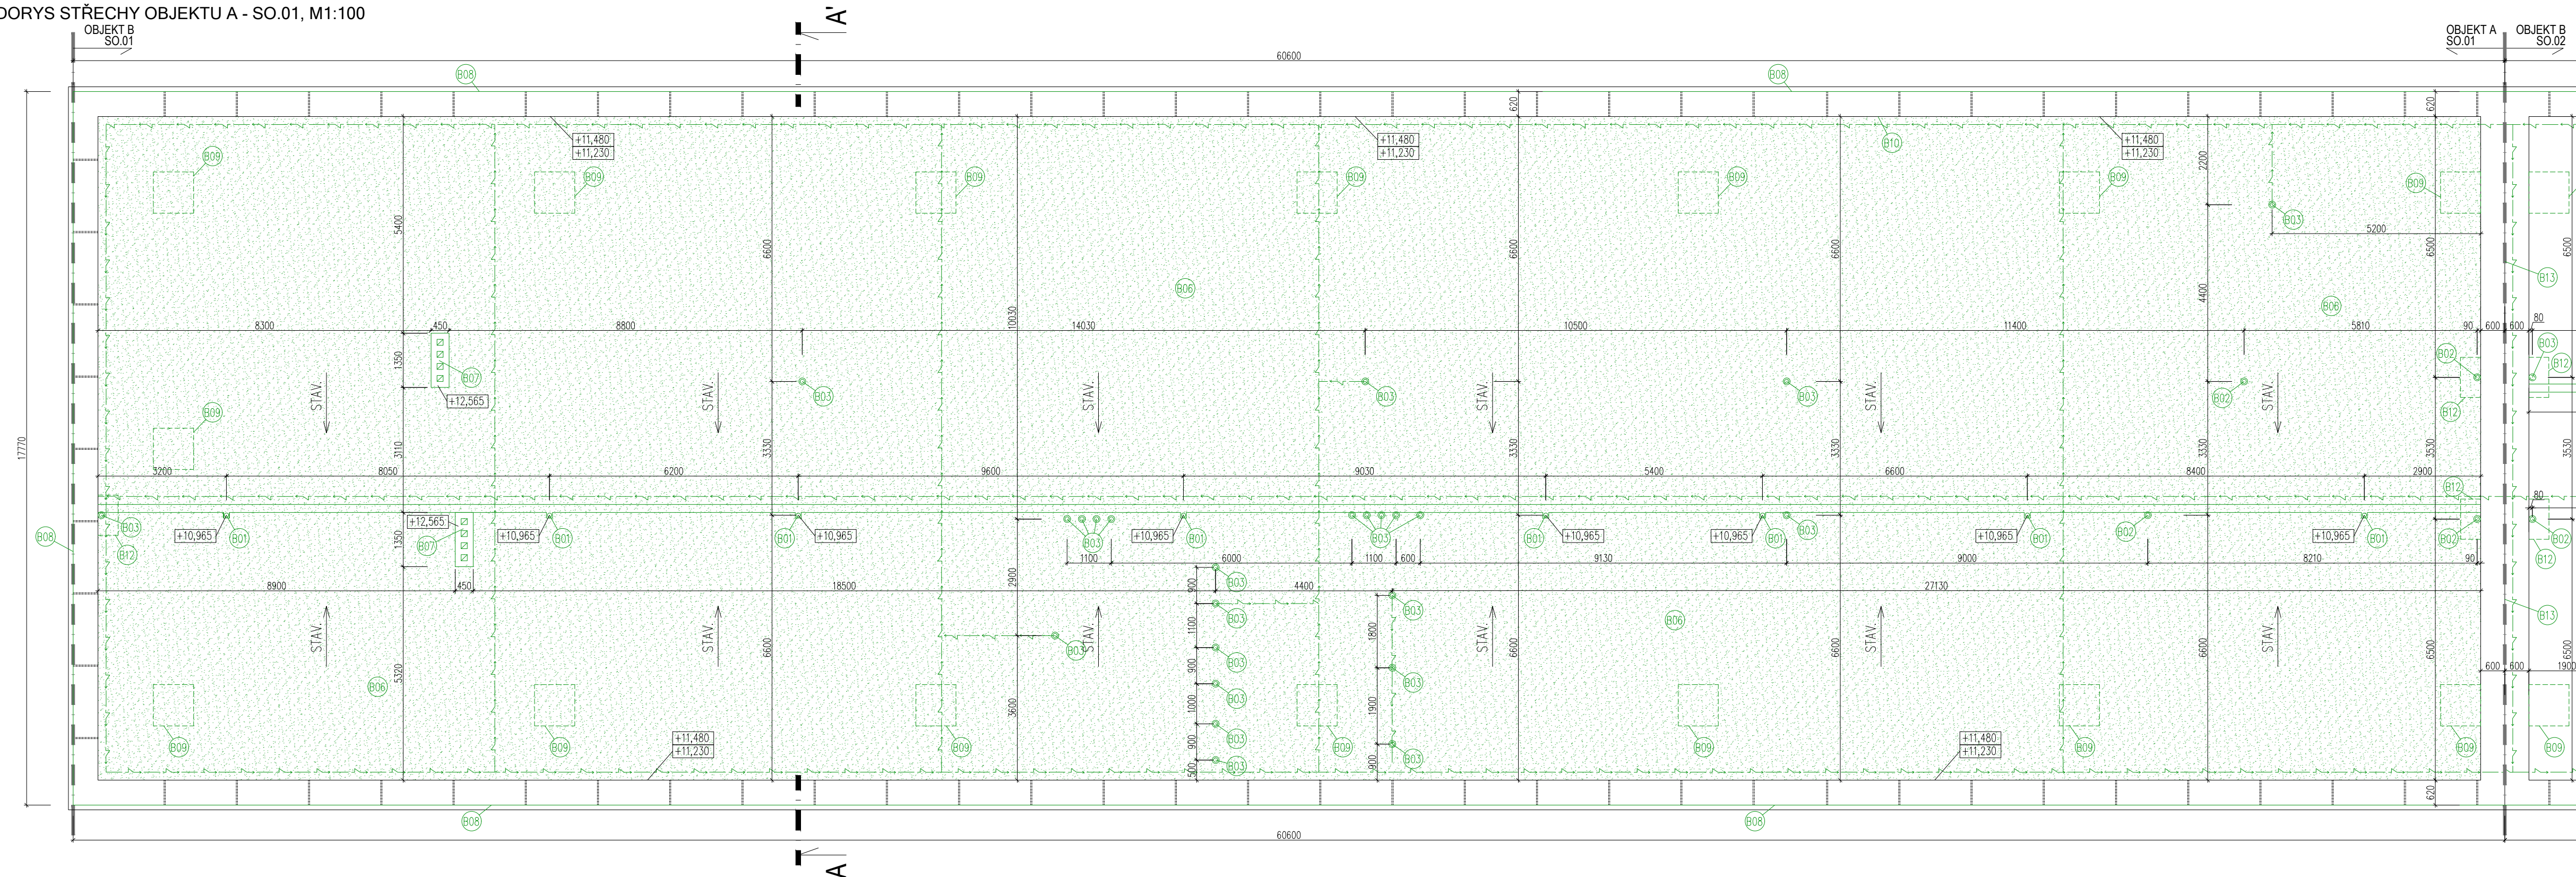 DORYS STŘECHY OBJEKTU A - SO.01, M1:100
OBJEKT B
SO.01
A'
OBJEKT A
SO.01
OBJEKT B
SO.02
60600
B08
B08
620
620
+11,480
+11,230
+11,480
+11,230
+11,480
+11,230
B10
B09
B09
B09
B09
B09
B09
B09
2200
B03
5200
5400
6600
10030
6600
6600
4400
6500
6500
B13
B06
B06
8300
450
8800
14030
10500
11400
5810
90
600
600
80
1350
B07
+12,565
STAV.
STAV.
STAV.
STAV.
STAV.
STAV.
B03
B03
B03
B02
B02
B03
B12
B12
B09
17770
3110
3330
3330
3330
3330
3530
3530
3200
8050
6200
9600
9030
5400
6600
8400
2900
B12
80
B08
B03
B12
+10,965
B01
+12,565
B07
1350
+10,965
B01
B01
+10,965
B03
+10,965
B01
B03
B01
+10,965
+10,965
B01
B03
+10,965
B01
B02
+10,965
B01
B02
B02
B12
1100
6000
1100
600
9130
9000
8210
90
8900
450
18500
2900
900
B03
4400
27130
B03
B03
1100
1800
B03
B06
B13
STAV.
STAV.
STAV.
STAV.
STAV.
STAV.
B03
900
B03
B03
5320
6600
3600
6600
6600
6600
6500
6500
600
600
1900
B06
1000
1900
B03
900
B03
B03
500
900
B09
B09
B09
B09
B09
B09
B09
B09
+11,480
+11,230
+11,480
+11,230
620
B08
B08
60600
A